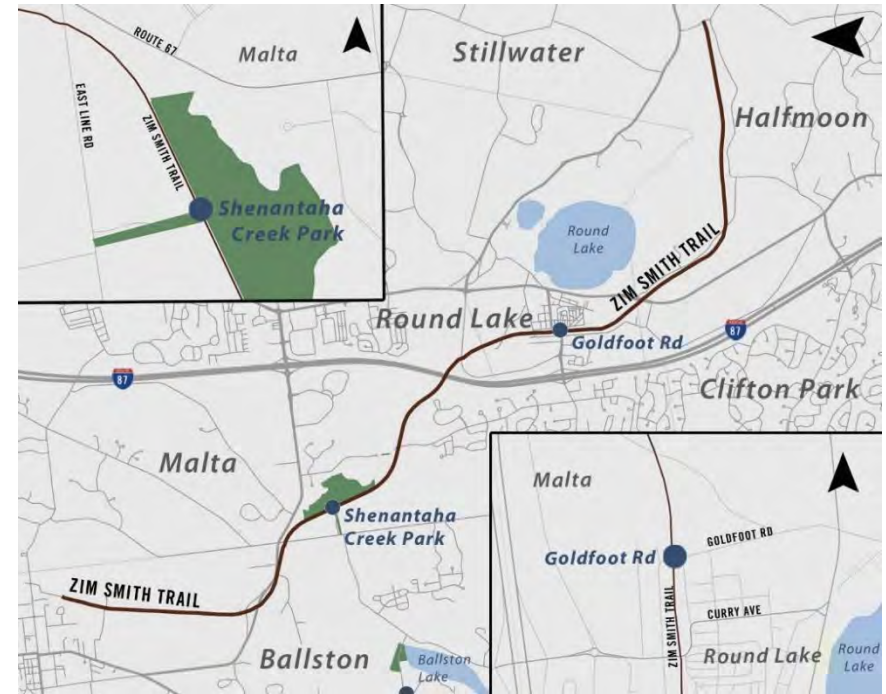 ROUTE 67
Malta
EAST LINE RD
ZIM SMITH TRAIL
Shenantaha
Creek Park
Stillwater
Halfmoon
Round
Lake
ZIM SMITH TRAIL
Round Lake
Goldfoot Rd
87
87
Clifton Park
Malta
Shenantaha
Creek Park
ZIM SMITH TRAIL
Ballston
Ballston
Lake
Malta
Goldfoot Rd
GOLDFOOT RD
ZIM SMITH TRAIL
CURRY AVE
Round Lake
Round
Lake